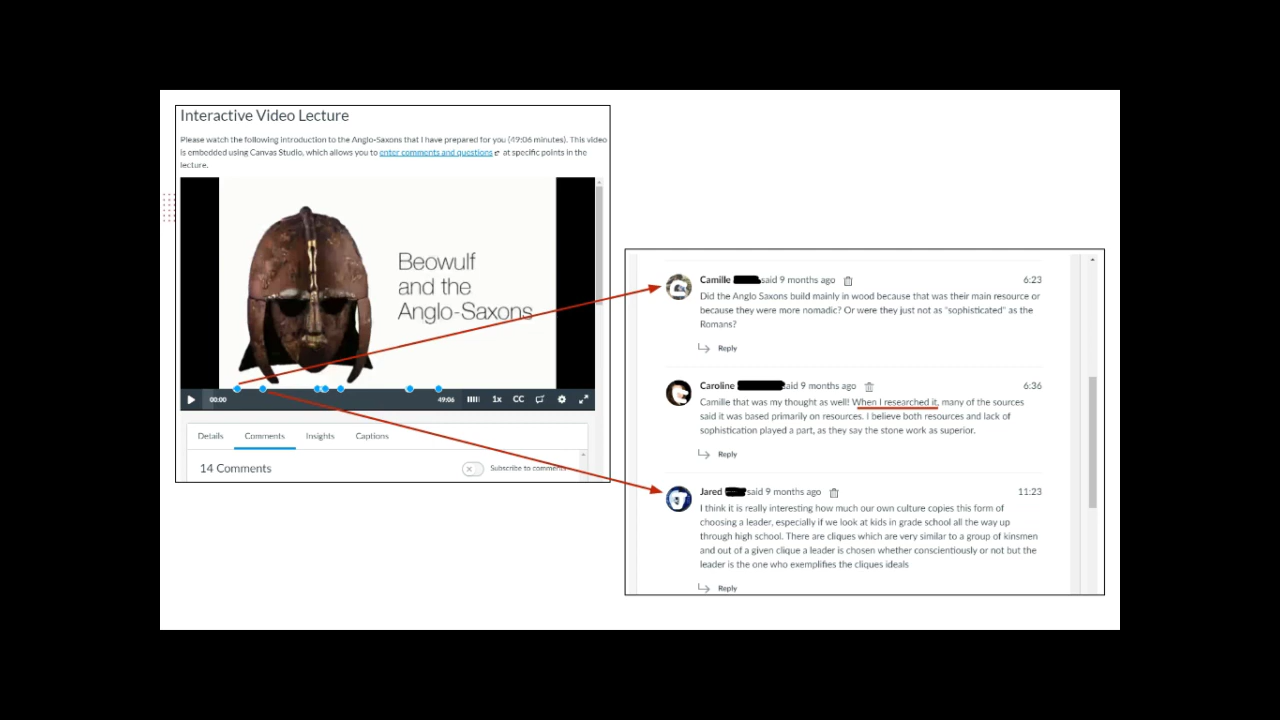 Interactive Video Lecture
Please watch the following introduction to the Anglo-Saxons that I have prepared for you (49:06 minutes). This video
is embedded using Canvas Studio, which allows you to enter comments and questions at specific points in the
lecture.
Beowulf
and the
Anglo-Saxons
00:00
49:06
1x
CC
Details
Comments
Insights
Captions
14 Comments
Subscribe to comments
Camille said 9 months ago
6:23
Did the Anglo Saxons build mainly in wood because that was their main resource or
because they were more nomadic? Or were they just not as "sophisticated" as the
Romans?
Reply
Caroline said 9 months ago
6:36
Camille that was my thought as well! When I researched it, many of the sources
said it was based primarily on resources. I believe both resources and lack of
sophistication played a part, as they say the stone work as superior.
Reply
Jared said 9 months ago
11:23
I think it is really interesting how much our own culture copies this form of
choosing a leader, especially if we look at kids in grade school all the way up
through high school. There are cliques which are very similar to a group of kinsmen
and out of a given clique a leader is chosen whether conscientiously or not but the
leader is the one who exemplifies the cliques ideals
Reply